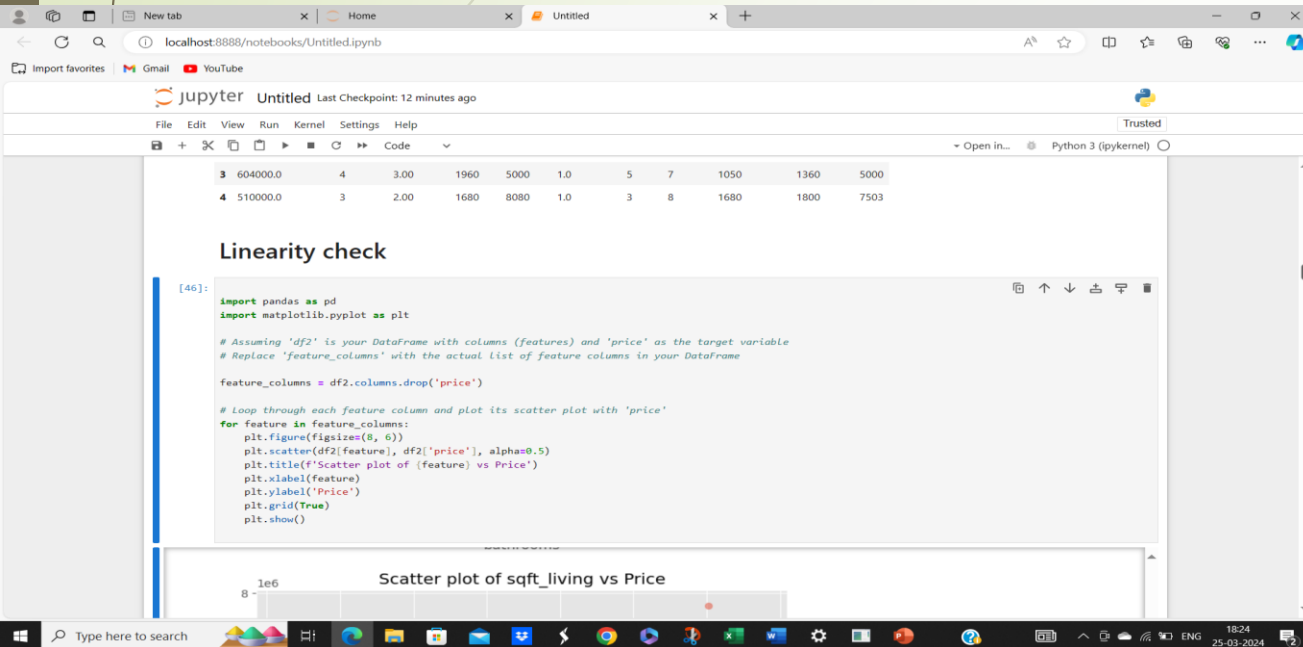 New tab
Home
Untitled
localhost:8888/notebooks/Untitled.ipynb
Import favorites
Gmail
YouTube
jupyter Untitled Last Checkpoint: 12 minutes ago
File Edit View Run Kernel Settings Help
Trusted
Code
Open in...
Python 3 (ipykernel)
3 604000.0 4 3.00 1960 5000 1.0 5 7 1050 1360 5000
4 510000.0 3 2.00 1680 8080 1.0 3 8 1680 1800 7503
Linearity check
[46]:
import pandas as pd
import matplotlib.pyplot as plt
# Assuming 'df2' is your DataFrame with columns (features) and 'price' as the target variable
# Replace 'feature_columns' with the actual list of feature columns in your DataFrame
feature_columns = df2.columns.drop('price')
# Loop through each feature column and plot its scatter plot with 'price'
for feature in feature_columns:
    plt.figure(figsize=(8, 6))
    plt.scatter(df2[feature], df2['price'], alpha=0.5)
    plt.title(f'Scatter plot of {feature} vs Price')
    plt.xlabel(feature)
    plt.ylabel('Price')
    plt.grid(True)
    plt.show()
1e6
Scatter plot of sqft_living vs Price
8
Type here to search
ENG
18:24
25-03-2024
2